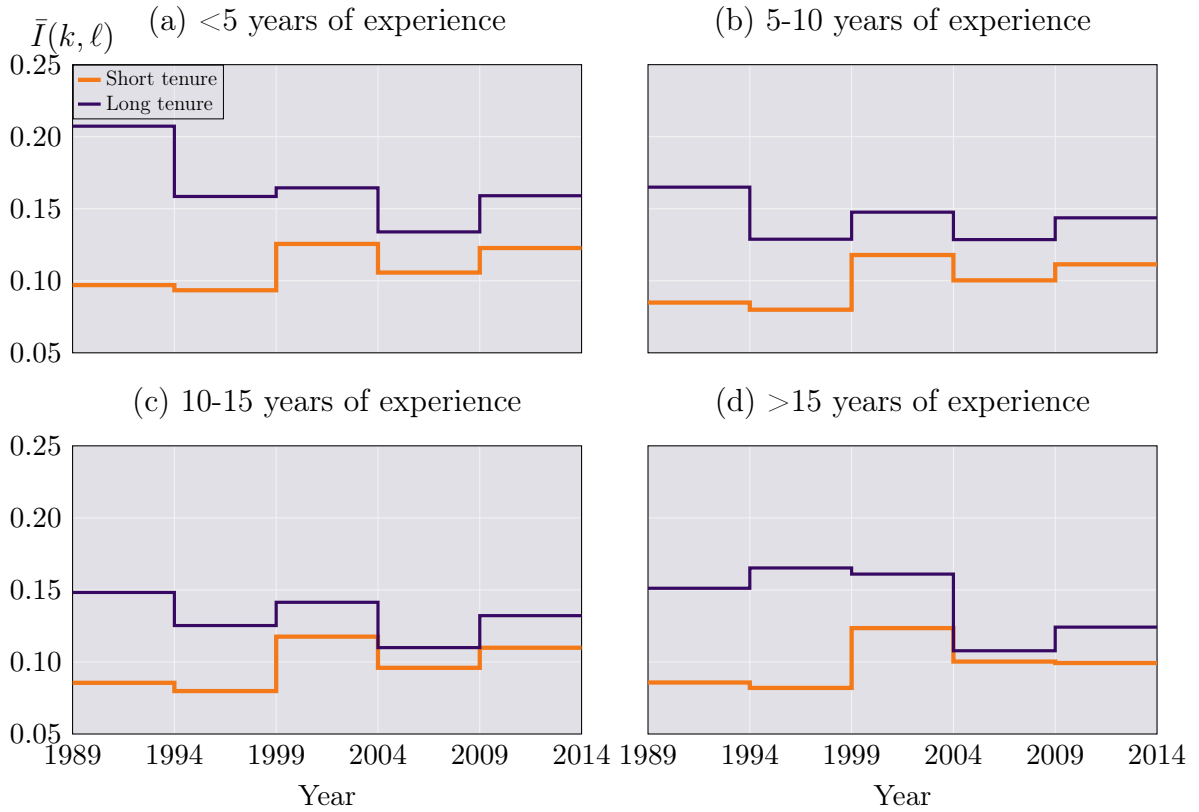 (a) <5 years of experience
(b) 5-10 years of experience
Ī(k, ℓ)
0.25
Short tenure
Long tenure
0.20
0.15
0.10
0.05
(c) 10-15 years of experience
(d) >15 years of experience
0.25
0.20
0.15
0.10
0.05
1989 1994 1999 2004 2009 2014
1989 1994 1999 2004 2009 2014
Year
Year